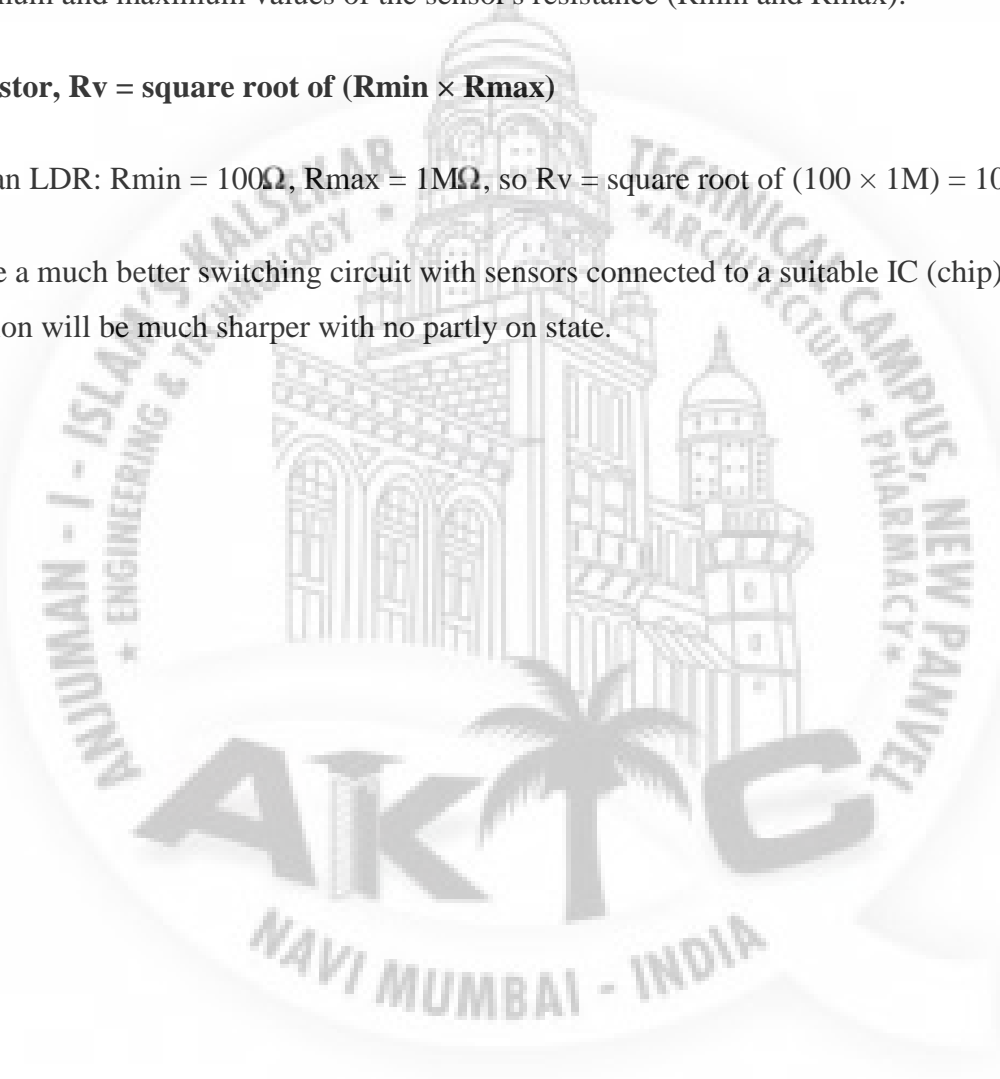 num and maximum values of the sensor's resistance (Rmin and Rmax).
stor, Rv = square root of (Rmin × Rmax)
an LDR: Rmin = 100Ω, Rmax = 1MΩ, so Rv = square root of (100 × 1M) = 10
e a much better switching circuit with sensors connected to a suitable IC (chip)
on will be much sharper with no partly on state.
ANJUMAN - I - ISLAM'S KALSEKAR TECHNICAL CAMPUS, NEW PANVEL
* ENGINEERING & TECHNOLOGY * ARCHITECTURE * PHARMACY *
AKTC
NAVI MUMBAI - INDIA